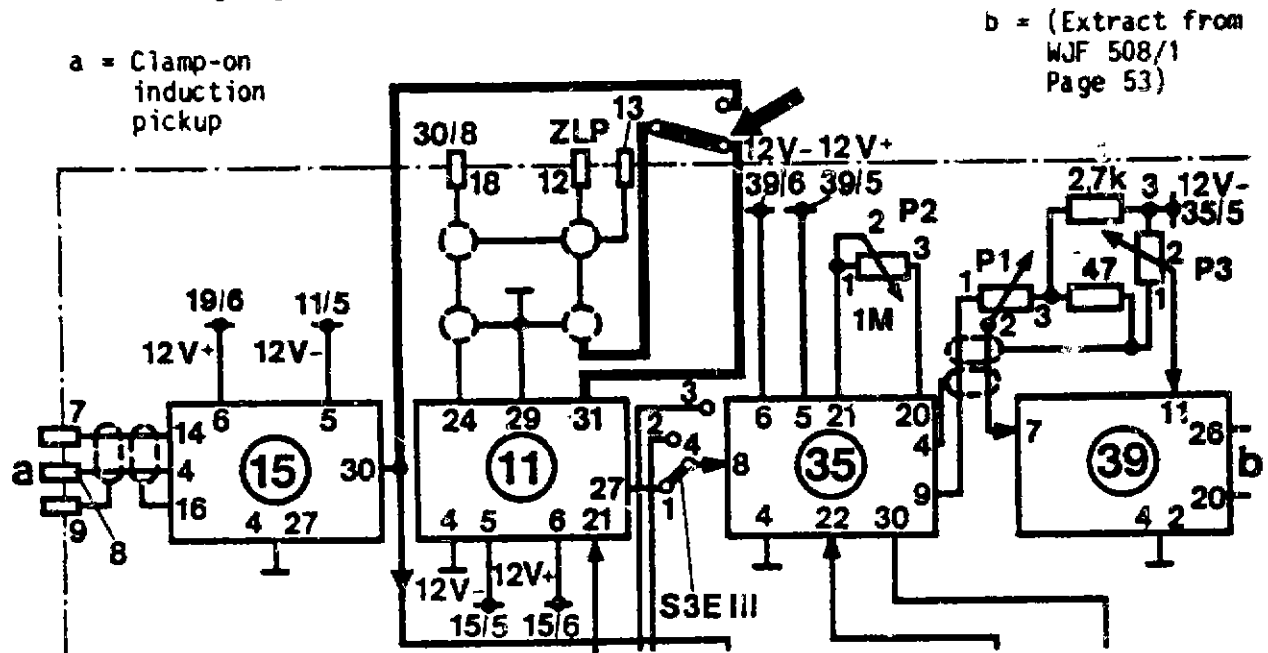 a = Clamp-on
induction
pickup
b = (Extract from
WJF 508/1
Page 53)
30/8
ZLP
13
18
12
12V- 12V+
39/6 39/5
2,7k
3
12V-
35/5
2
P2
3
1
1M
P1
1
3
2
47
2
P3
1
19/6
11/5
12V+
12V-
6
5
24
29
31
3
6
5
21
20
11
7
14
2
4
7
26
a
4
15
30
11
8
35
4
39
b
9
16
27
1
9
20
8
4 27
4
5
6
21
4
22
30
4
2
12V-
12V+
15/5
15/6
S3E III